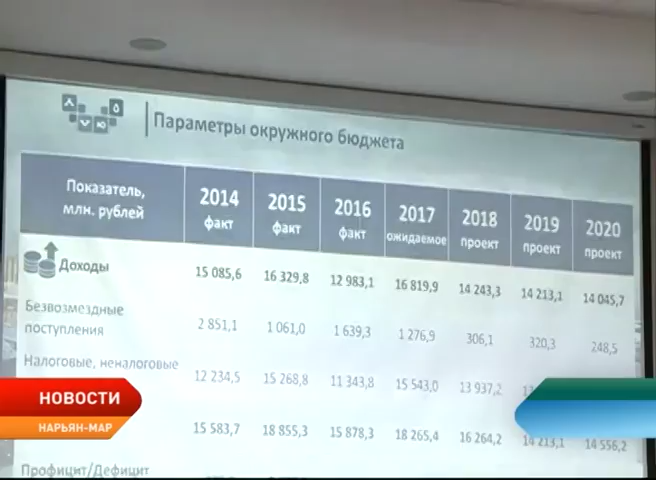 Параметры окружного бюджета
Показатель, млн. рублей 2014 факт 2015 факт 2016 факт 2017 ожидаемое 2018 проект 2019 проект 2020 проект
Доходы 15 085,6 16 329,8 12 983,1 16 819,9 14 243,3 14 213,1 14 045,7
Безвозмездные поступления 2 851,1 1 061,0 1 639,3 1 276,9 306,1 320,3 248,5
Налоговые, неналоговые 12 234,5 15 268,8 11 343,8 15 543,0 13 937,2
НОВОСТИ
НАРЬЯН-МАР
15 583,7 18 855,3 15 878,3 18 265,4 16 264,2 14 213,1 14 556,2
Профицит/Дефицит